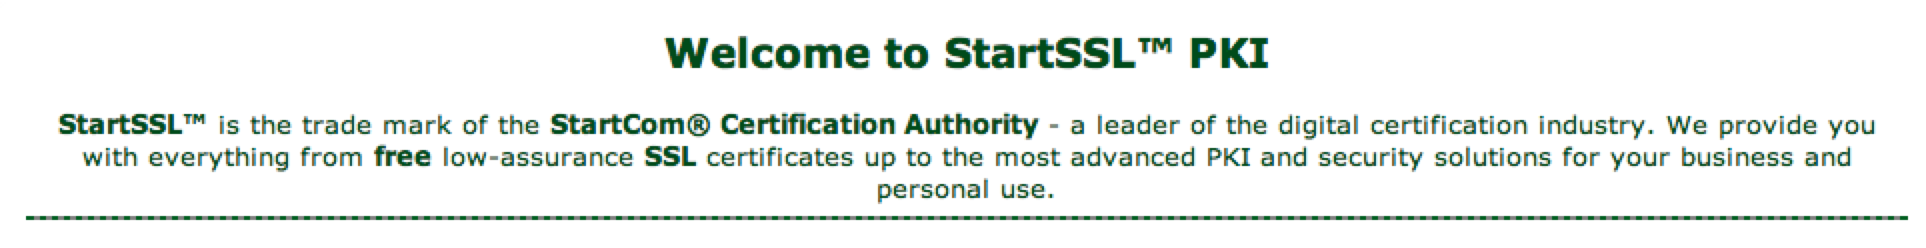 Welcome to StartSSL™ PKI
StartSSL™ is the trade mark of the StartCom® Certification Authority - a leader of the digital certification industry. We provide you
with everything from free low-assurance SSL certificates up to the most advanced PKI and security solutions for your business and
personal use.